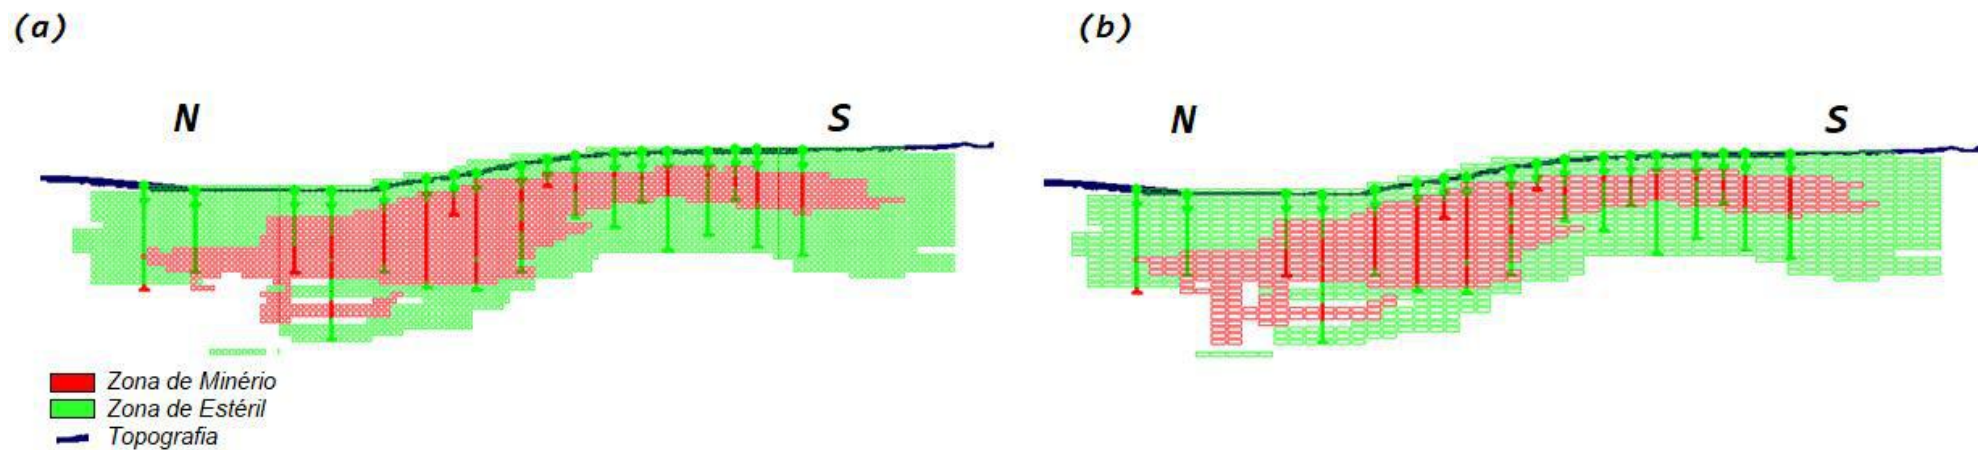 (a)
(b)
N
S
N
S
Zona de Minério
Zona de Estéril
Topografia